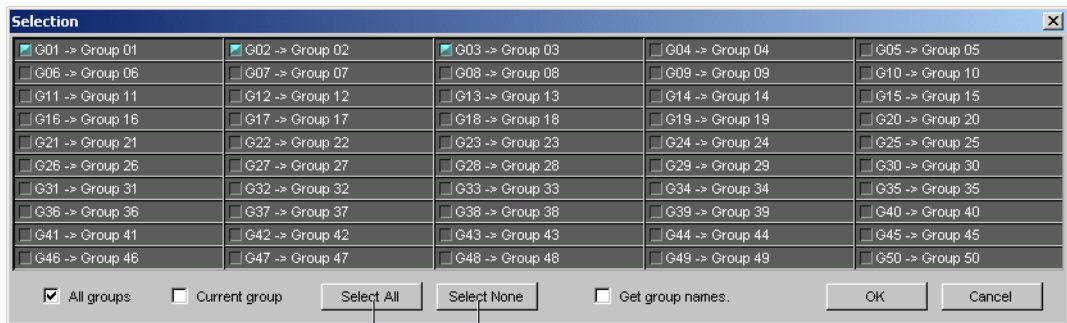 Selection
G01 -> Group 01 G02 -> Group 02 G03 -> Group 03 G04 -> Group 04 G05 -> Group 05
G06 -> Group 06 G07 -> Group 07 G08 -> Group 08 G09 -> Group 09 G10 -> Group 10
G11 -> Group 11 G12 -> Group 12 G13 -> Group 13 G14 -> Group 14 G15 -> Group 15
G16 -> Group 16 G17 -> Group 17 G18 -> Group 18 G19 -> Group 19 G20 -> Group 20
G21 -> Group 21 G22 -> Group 22 G23 -> Group 23 G24 -> Group 24 G25 -> Group 25
G26 -> Group 26 G27 -> Group 27 G28 -> Group 28 G29 -> Group 29 G30 -> Group 30
G31 -> Group 31 G32 -> Group 32 G33 -> Group 33 G34 -> Group 34 G35 -> Group 35
G36 -> Group 36 G37 -> Group 37 G38 -> Group 38 G39 -> Group 39 G40 -> Group 40
G41 -> Group 41 G42 -> Group 42 G43 -> Group 43 G44 -> Group 44 G45 -> Group 45
G46 -> Group 46 G47 -> Group 47 G48 -> Group 48 G49 -> Group 49 G50 -> Group 50
All groups Current group Select All Select None Get group names. OK Cancel